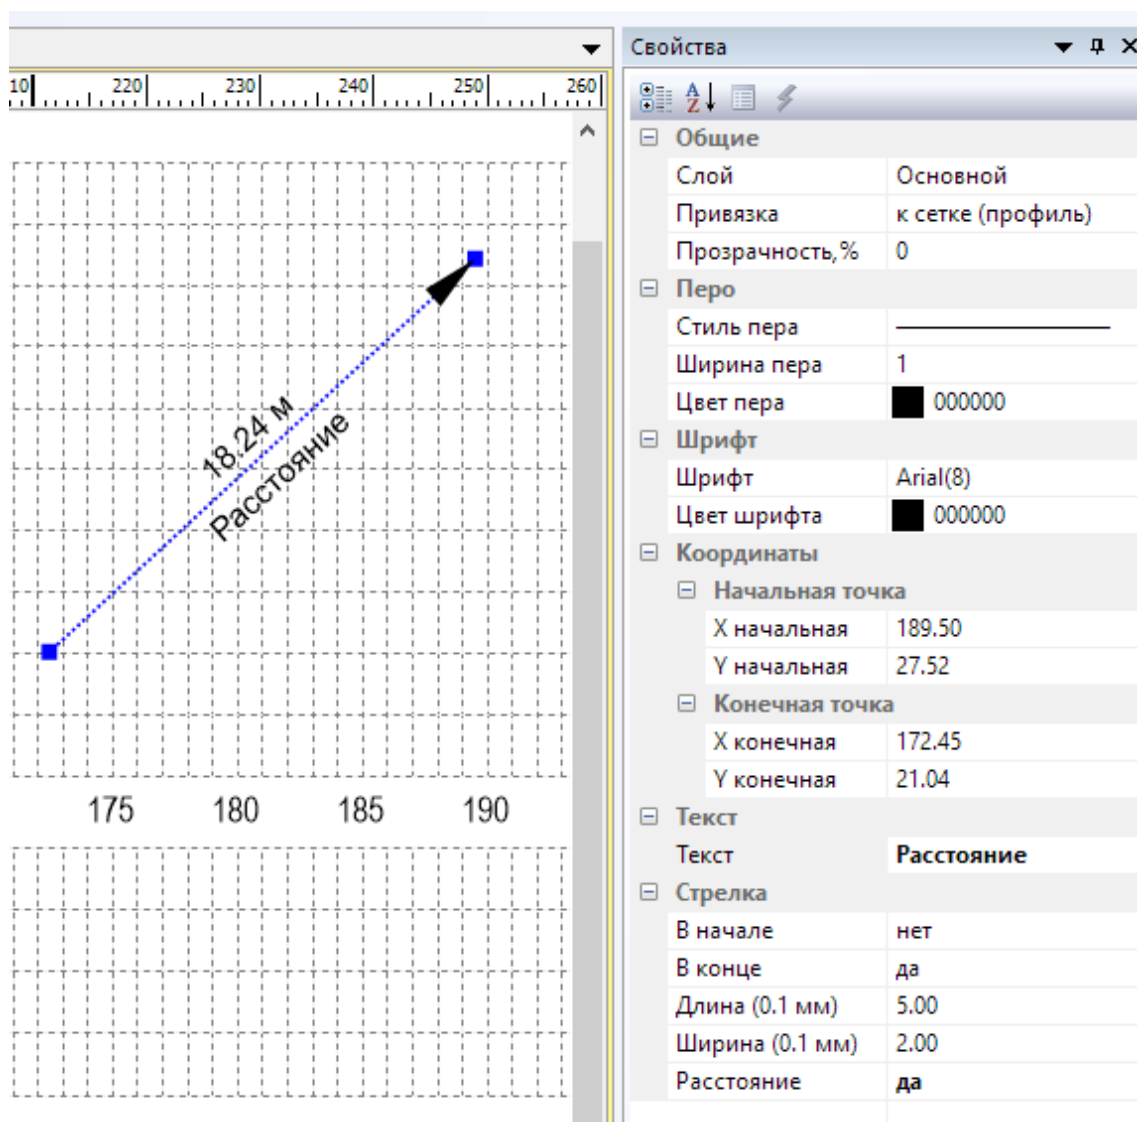 Свойства
10 220 230 240 250 260
Общие
Слой Основной
Привязка к сетке (профиль)
Прозрачность,% 0
Перо
Стиль пера
Ширина пера 1
Цвет пера 000000
Шрифт
Шрифт Arial(8)
Цвет шрифта 000000
Координаты
Начальная точка
X начальная 189.50
Y начальная 27.52
Конечная точка
X конечная 172.45
Y конечная 21.04
Текст
Текст Расстояние
Стрелка
В начале нет
В конце да
Длина (0.1 мм) 5.00
Ширина (0.1 мм) 2.00
Расстояние да
18.24 м
Расстояние
175 180 185 190